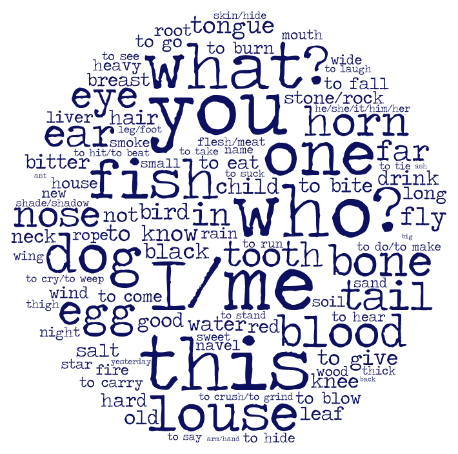 skin/hide
root tongue mouth
to go to burn
to see what? wide
heavy to laugh
breast to fall
eye you stone/rock
liver hair he/she/it/him/her
ear leg/foot horn
smoke flesh/meat
to hit/to beat to take name one far
bitter small to eat to tie ash
ant fish to suck drink
house child to bite long
new who?
shade/shadow
nose not bird in fly
neck rope to know rain big
wing dog black to run to do/to make
tooth bone
to cry/to weep I/me sand
wind to come soil tail
thigh egg
night good water red to stand blood to hear
sweet
salt navel to give
star yesterday this wood thick
fire knee back
to carry
hard to crush/to grind to blow
old louse leaf
to say arm/hand to hide